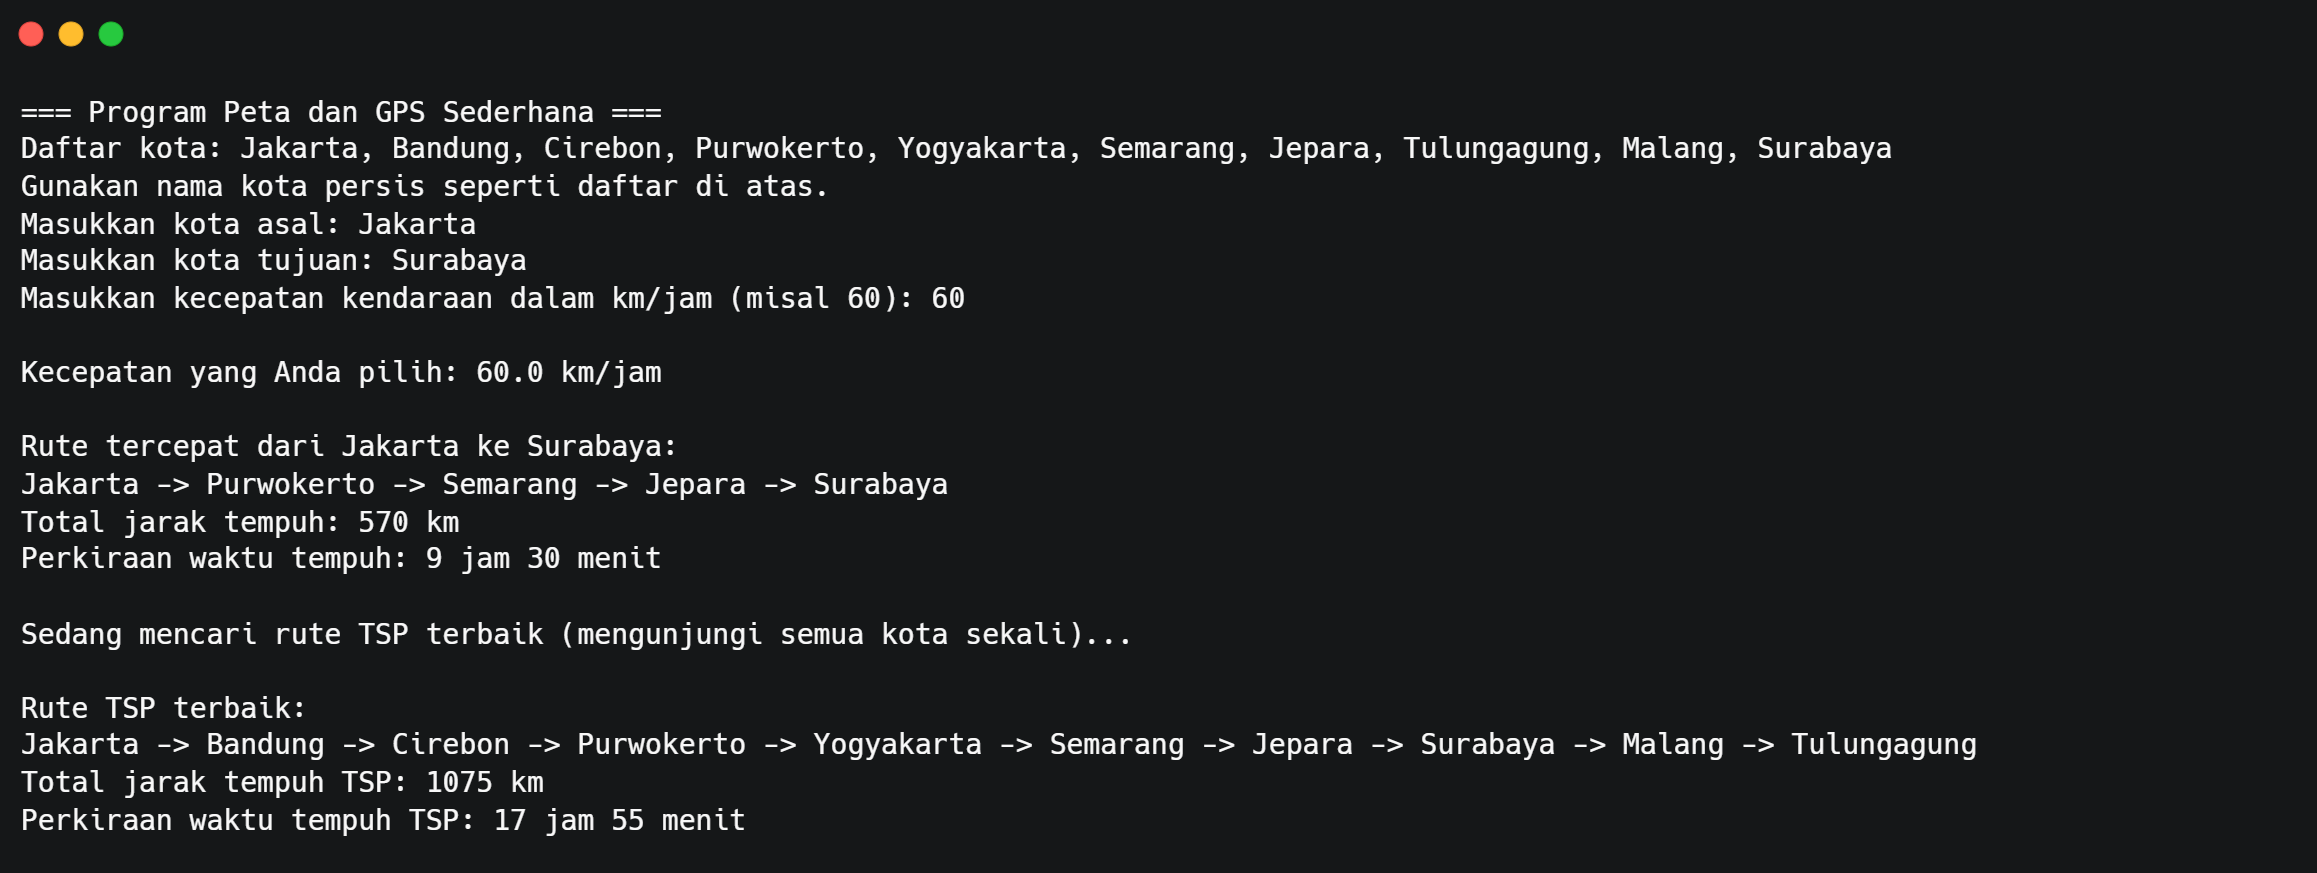 === Program Peta dan GPS Sederhana ===
Daftar kota: Jakarta, Bandung, Cirebon, Purwokerto, Yogyakarta, Semarang, Jepara, Tulungagung, Malang, Surabaya
Gunakan nama kota persis seperti daftar di atas.
Masukkan kota asal: Jakarta
Masukkan kota tujuan: Surabaya
Masukkan kecepatan kendaraan dalam km/jam (misal 60): 60
Kecepatan yang Anda pilih: 60.0 km/jam
Rute tercepat dari Jakarta ke Surabaya:
Jakarta -> Purwokerto -> Semarang -> Jepara -> Surabaya
Total jarak tempuh: 570 km
Perkiraan waktu tempuh: 9 jam 30 menit
Sedang mencari rute TSP terbaik (mengunjungi semua kota sekali)...
Rute TSP terbaik:
Jakarta -> Bandung -> Cirebon -> Purwokerto -> Yogyakarta -> Semarang -> Jepara -> Surabaya -> Malang -> Tulungagung
Total jarak tempuh TSP: 1075 km
Perkiraan waktu tempuh TSP: 17 jam 55 menit